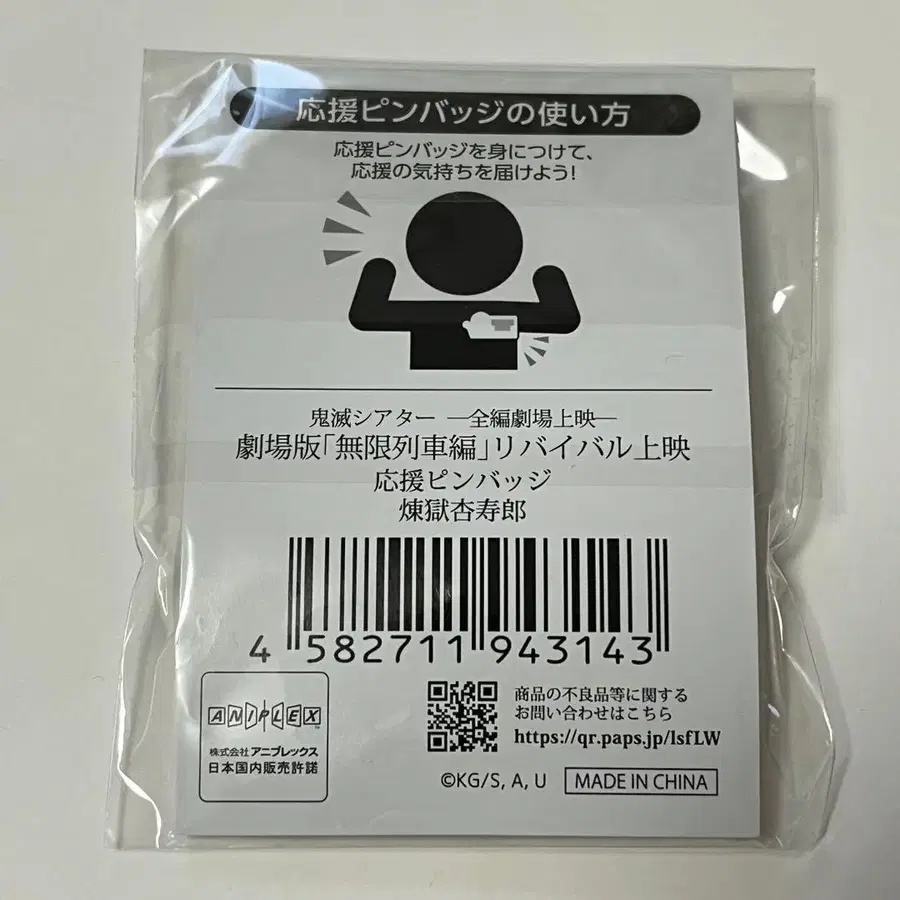 応援ピンバッジの使い方
応援ピンバッジを身につけて、
応援の気持ちを届けよう!
鬼滅シアター ―全編劇場上映―
劇場版「無限列車編」リバイバル上映
応援ピンバッジ
煉獄杏寿郎
4 582711 943143
ANIPLEX
株式会社 アニプレックス
日本国内販売許諾
商品の不良品等に関する
お問い合わせはこちら
https://qr.paps.jp/lsfLW
©KG/S, A, U
MADE IN CHINA